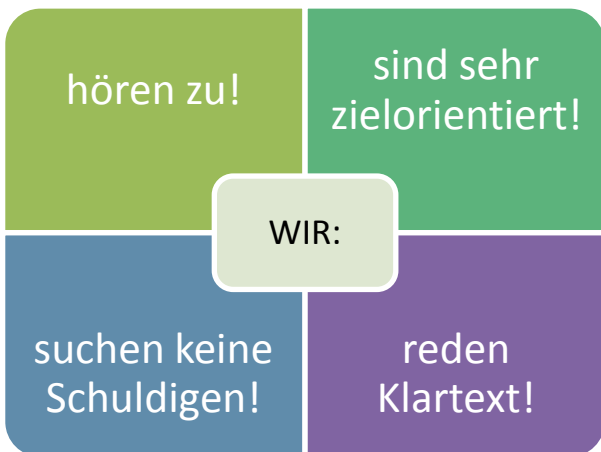 hören zu!
sind sehr
zielorientiert!
WIR:
suchen keine
Schuldigen!
reden
Klartext!